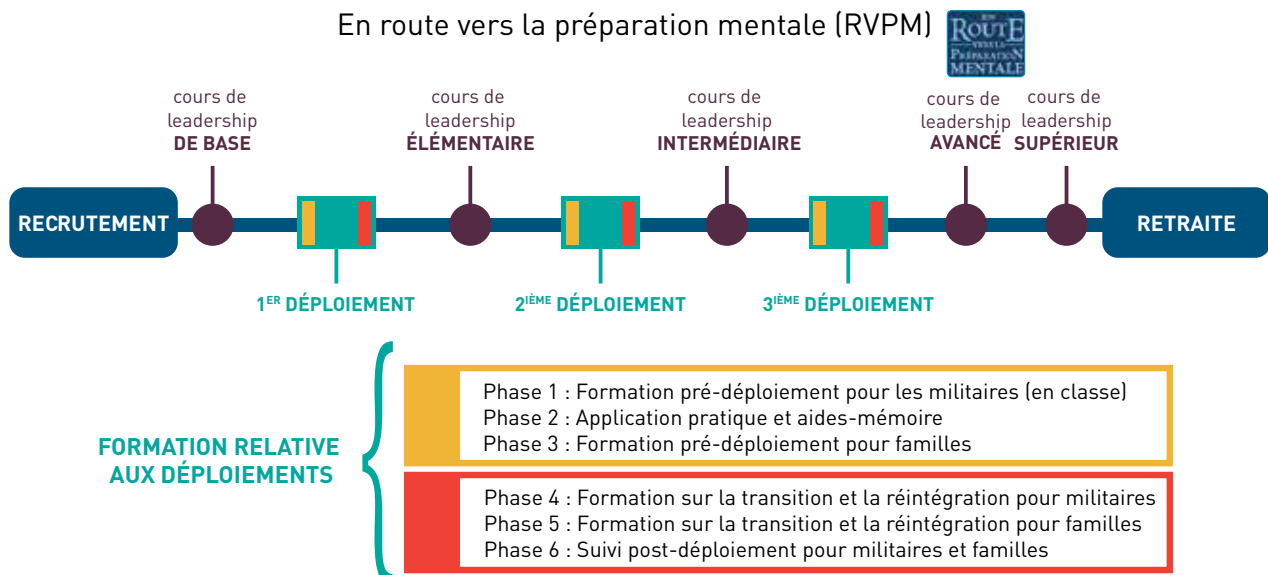 En route vers la préparation mentale (RVPM)
EN
ROUTE
VERS LA
PRÉPARATION
MENTALE
cours de
leadership
DE BASE
cours de
leadership
ÉLÉMENTAIRE
cours de
leadership
INTERMÉDIAIRE
cours de
leadership
AVANCÉ
cours de
leadership
SUPÉRIEUR
RECRUTEMENT
RETRAITE
1ER DÉPLOIEMENT
2IÈME DÉPLOIEMENT
3IÈME DÉPLOIEMENT
FORMATION RELATIVE
AUX DÉPLOIEMENTS
Phase 1 : Formation pré-déploiement pour les militaires (en classe)
Phase 2 : Application pratique et aides-mémoire
Phase 3 : Formation pré-déploiement pour familles
Phase 4 : Formation sur la transition et la réintégration pour militaires
Phase 5 : Formation sur la transition et la réintégration pour familles
Phase 6 : Suivi post-déploiement pour militaires et familles